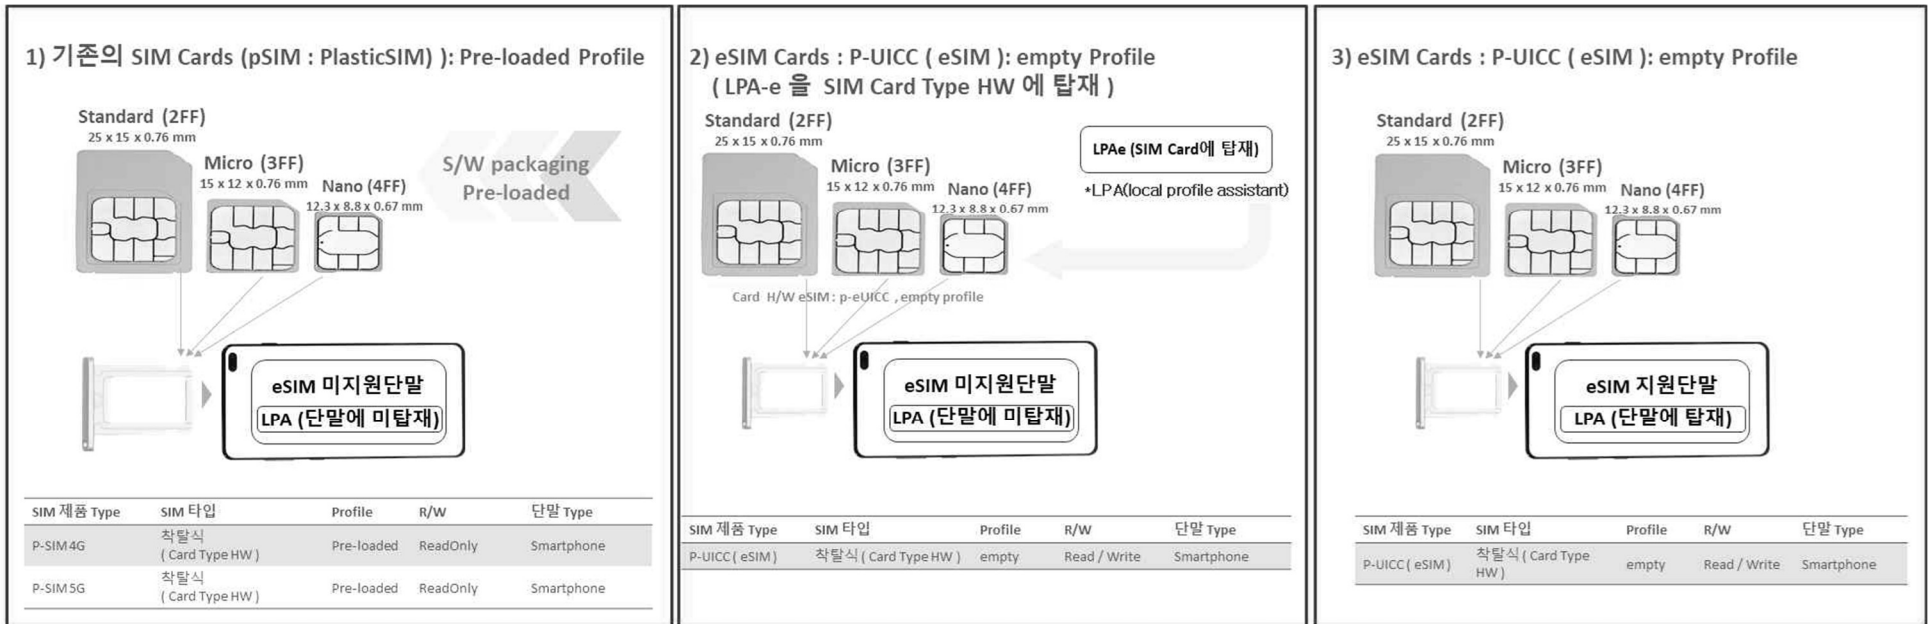 1) 기존의 SIM Cards (pSIM : PlasticSIM) ): Pre-loaded Profile
Standard (2FF)
25 x 15 x 0.76 mm
Micro (3FF)
15 x 12 x 0.76 mm
Nano (4FF)
12.3 x 8.8 x 0.67 mm
S/W packaging
Pre-loaded
eSIM 미지원단말
LPA (단말에 미탑재)
SIM 제품 Type SIM 타입 Profile R/W 단말 Type
P-SIM 4G 착탈식 ( Card Type HW ) Pre-loaded ReadOnly Smartphone
P-SIM 5G 착탈식 ( Card Type HW ) Pre-loaded ReadOnly Smartphone
2) eSIM Cards : P-UICC ( eSIM ): empty Profile
( LPA-e 을 SIM Card Type HW 에 탑재 )
Standard (2FF)
25 x 15 x 0.76 mm
Micro (3FF)
15 x 12 x 0.76 mm
Nano (4FF)
12.3 x 8.8 x 0.67 mm
LPAe (SIM Card에 탑재)
*LPA(local profile assistant)
Card H/W eSIM : p-eUICC , empty profile
eSIM 미지원단말
LPA (단말에 미탑재)
SIM 제품 Type SIM 타입 Profile R/W 단말 Type
P-UICC ( eSIM ) 착탈식 ( Card Type HW ) empty Read / Write Smartphone
3) eSIM Cards : P-UICC ( eSIM ): empty Profile
Standard (2FF)
25 x 15 x 0.76 mm
Micro (3FF)
15 x 12 x 0.76 mm
Nano (4FF)
12.3 x 8.8 x 0.67 mm
eSIM 지원단말
LPA (단말에 탑재)
SIM 제품 Type SIM 타입 Profile R/W 단말 Type
P-UICC ( eSIM ) 착탈식 ( Card Type HW ) empty Read / Write Smartphone